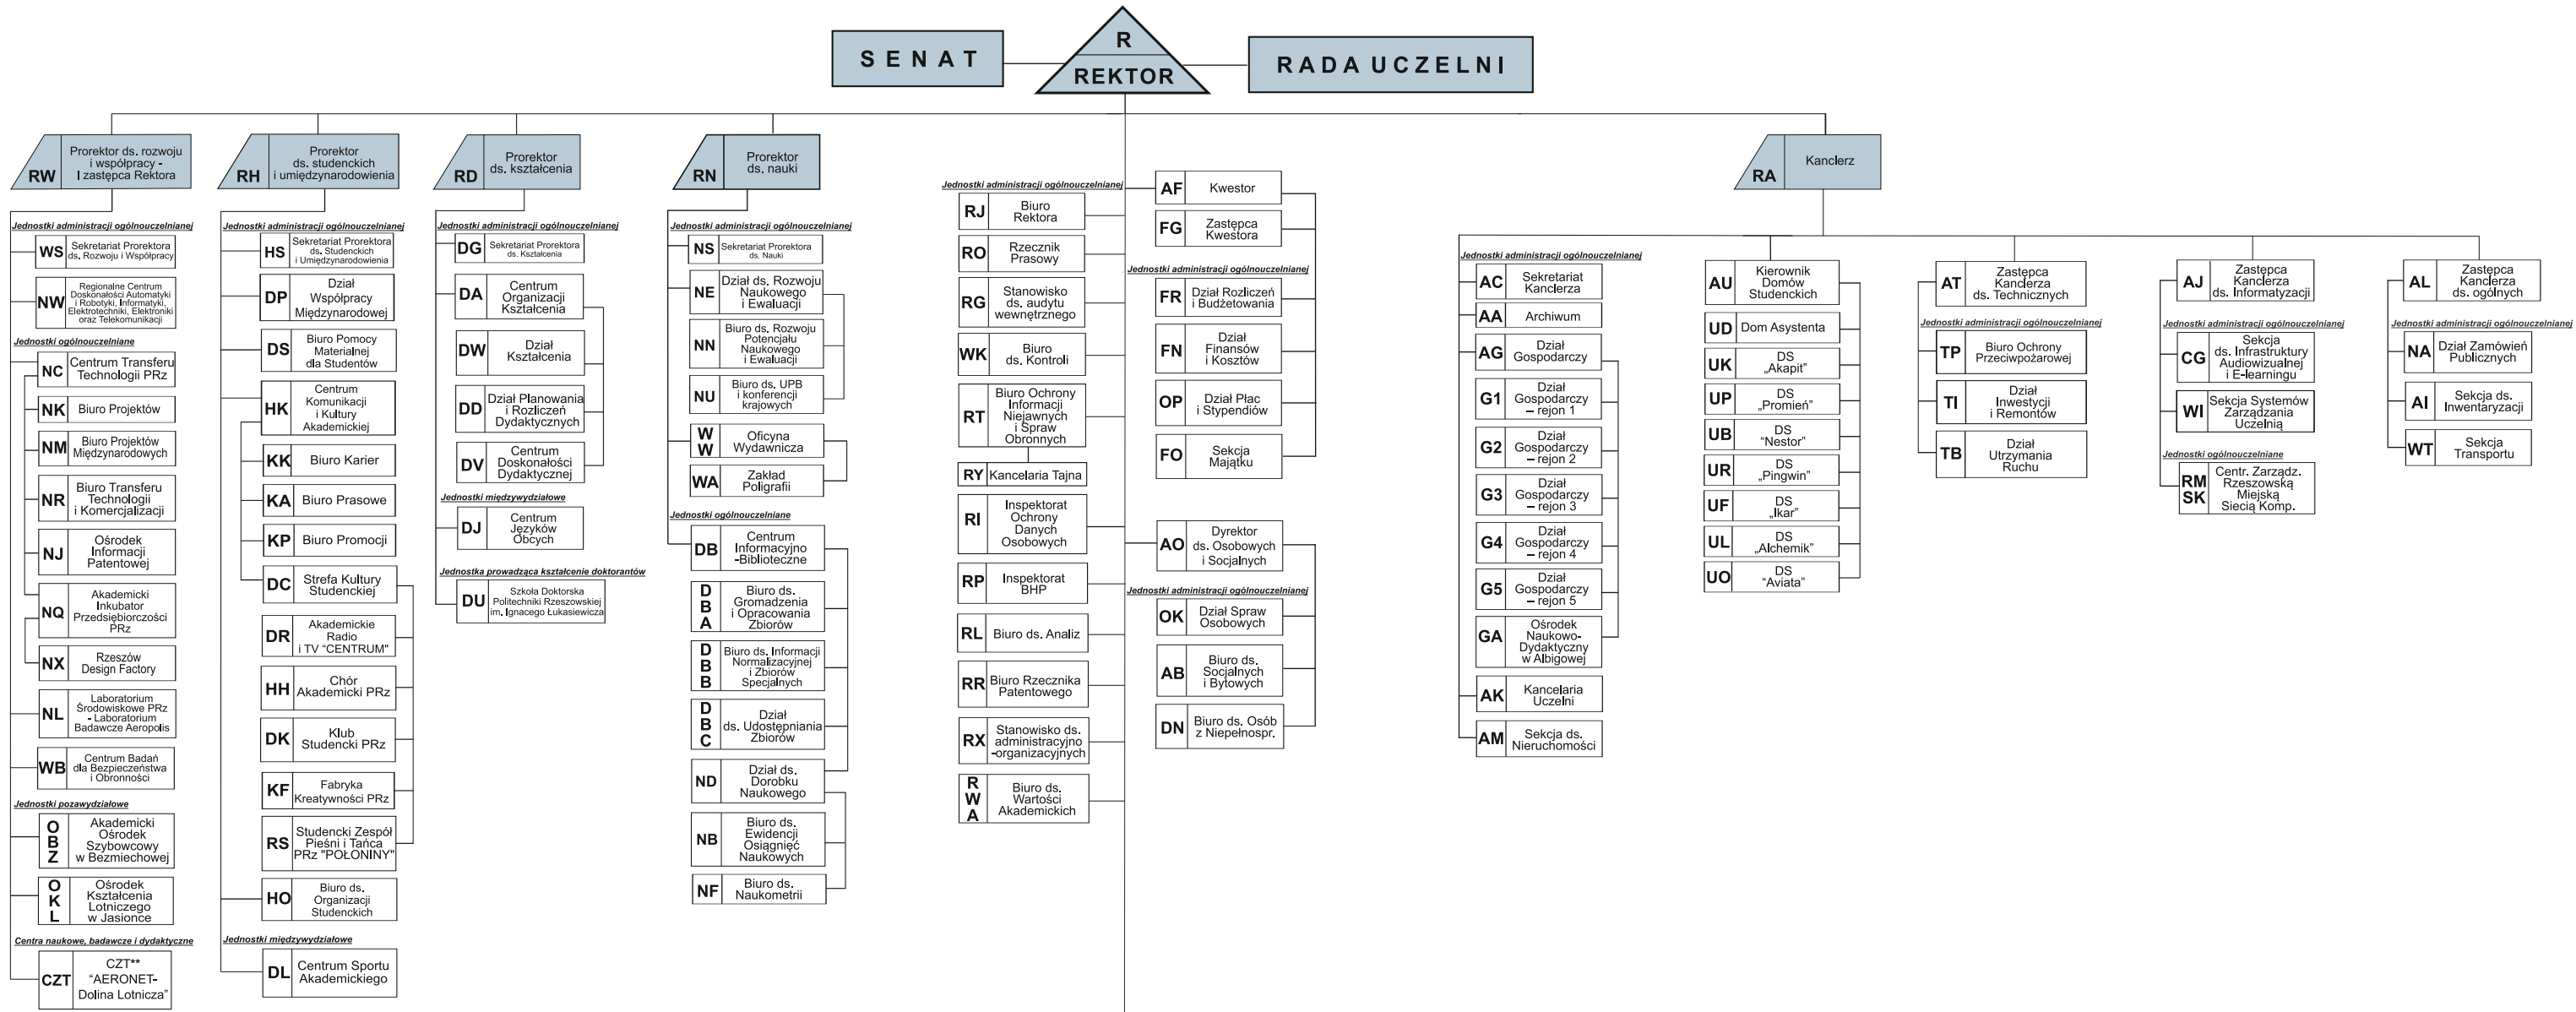 S E N A T
R
REKTOR
R A D A U C Z E L N I
RW
Prorektor ds. rozwoju
i współpracy -
I zastępca Rektora
Jednostki administracji ogólnouczelnianej
WS
Sekretariat Prorektora
ds. Rozwoju i Współpracy
NW
Regionalne Centrum
Doskonałości Automatyki
i Robotyki, Informatyki,
Elektrotechniki, Elektroniki
oraz Telekomunikacji
Jednostki ogólnouczelniane
NC
Centrum Transferu
Technologii PRz
NK
Biuro Projektów
NM
Biuro Projektów
Międzynarodowych
NR
Biuro Transferu
Technologii
i Komercjalizacji
NJ
Ośrodek
Informacji
Patentowej
NQ
Akademicki
Inkubator
Przedsiębiorczości
PRz
NX
Rzeszów
Design Factory
NL
Laboratorium
Środowiskowe PRz
- Laboratorium
Badawcze Aeropolis
WB
Centrum Badań
dla Bezpieczeństwa
i Obronności
Jednostki pozawydziałowe
O
B
Z
Akademicki
Ośrodek
Szybowcowy
w Bezmiechowej
O
K
L
Ośrodek
Kształcenia
Lotniczego
w Jasionce
Centra naukowe, badawcze i dydaktyczne
CZT
CZT**
"AERONET-
Dolina Lotnicza"
RH
Prorektor
ds. studenckich
i umiędzynarodowienia
Jednostki administracji ogólnouczelnianej
HS
Sekretariat Prorektora
ds. Studenckich
i Umiędzynarodowienia
DP
Dział
Współpracy
Międzynarodowej
DS
Biuro Pomocy
Materialnej
dla Studentów
HK
Centrum
Komunikacji
i Kultury
Akademickiej
KK
Biuro Karier
KA
Biuro Prasowe
KP
Biuro Promocji
DC
Strefa Kultury
Studenckiej
DR
Akademickie
Radio
i TV "CENTRUM"
HH
Chór
Akademicki PRz
DK
Klub
Studencki PRz
KF
Fabryka
Kreatywności PRz
RS
Studencki Zespół
Pieśni i Tańca
PRz "POŁONINY"
HO
Biuro ds.
Organizacji
Studenckich
Jednostki międzywydziałowe
DL
Centrum Sportu
Akademickiego
RD
Prorektor
ds. kształcenia
Jednostki administracji ogólnouczelnianej
DG
Sekretariat Prorektora
ds. Kształcenia
DA
Centrum
Organizacji
Kształcenia
DW
Dział
Kształcenia
DD
Dział Planowania
i Rozliczeń
Dydaktycznych
DV
Centrum
Doskonałości
Dydaktycznej
Jednostki międzywydziałowe
DJ
Centrum
Języków
Obcych
Jednostka prowadząca kształcenie doktorantów
DU
Szkoła Doktorska
Politechniki Rzeszowskiej
im. Ignacego Łukasiewicza
RN
Prorektor
ds. nauki
Jednostki administracji ogólnouczelnianej
NS
Sekretariat Prorektora
ds. Nauki
NE
Dział ds. Rozwoju
Naukowego
i Ewaluacji
NN
Biuro ds. Rozwoju
Potencjału
Naukowego
i Ewaluacji
NU
Biuro ds. UPB
i konferencji
krajowych
W
W
Oficyna
Wydawnicza
WA
Zakład
Poligrafii
Jednostki ogólnouczelniane
DB
Centrum
Informacyjno
-Biblioteczne
D
B
A
Biuro ds.
Gromadzenia
i Opracowania
Zbiorów
D
B
B
Biuro ds. Informacji
Normalizacyjnej
i Zbiorów
Specjalnych
D
B
C
Dział
ds. Udostępniania
Zbiorów
ND
Dział ds.
Dorobku
Naukowego
NB
Biuro ds.
Ewidencji
Osiągnięć
Naukowych
NF
Biuro ds.
Naukometrii
Jednostki administracji ogólnouczelnianej
RJ
Biuro
Rektora
RO
Rzecznik
Prasowy
RG
Stanowisko
ds. audytu
wewnętrznego
WK
Biuro
ds. Kontroli
RT
Biuro Ochrony
Informacji
Niejawnych
i Spraw
Obronnych
RY
Kancelaria Tajna
RI
Inspektorat
Ochrony
Danych
Osobowych
RP
Inspektorat
BHP
RL
Biuro ds. Analiz
RR
Biuro Rzecznika
Patentowego
RX
Stanowisko ds.
administracyjno
-organizacyjnych
R
W
A
Biuro ds.
Wartości
Akademickich
AF
Kwestor
FG
Zastępca
Kwestora
Jednostki administracji ogólnouczelnianej
FR
Dział Rozliczeń
i Budżetowania
FN
Dział
Finansów
i Kosztów
OP
Dział Płac
i Stypendiów
FO
Sekcja
Majątku
AO
Dyrektor
ds. Osobowych
i Socjalnych
Jednostki administracji ogólnouczelnianej
OK
Dział Spraw
Osobowych
AB
Biuro ds.
Socjalnych
i Bytowych
DN
Biuro ds. Osób
z Niepełnospr.
RA
Kanclerz
Jednostki administracji ogólnouczelnianej
AC
Sekretariat
Kanclerza
AA
Archiwum
AG
Dział
Gospodarczy
G1
Dział
Gospodarczy
– rejon 1
G2
Dział
Gospodarczy
– rejon 2
G3
Dział
Gospodarczy
– rejon 3
G4
Dział
Gospodarczy
– rejon 4
G5
Dział
Gospodarczy
– rejon 5
GA
Ośrodek
Naukowo-
Dydaktyczny
w Albigowej
AK
Kancelaria
Uczelni
AM
Sekcja ds.
Nieruchomości
AU
Kierownik
Domów
Studenckich
UD
Dom Asystenta
UK
DS
„Akapit"
UP
DS
„Promień"
UB
DS
"Nestor"
UR
DS
„Pingwin"
UF
DS
„Ikar"
UL
DS
„Alchemik"
UO
DS
"Aviata"
AT
Zastępca
Kanclerza
ds. Technicznych
Jednostki administracji ogólnouczelnianej
TP
Biuro Ochrony
Przeciwpożarowej
TI
Dział
Inwestycji
i Remontów
TB
Dział
Utrzymania
Ruchu
AJ
Zastępca
Kanclerza
ds. Informatyzacji
Jednostki administracji ogólnouczelnianej
CG
Sekcja
ds. Infrastruktury
Audiowizualnej
i E-learningu
WI
Sekcja Systemów
Zarządzania
Uczelnią
Jednostki ogólnouczelniane
RM
SK
Centr. Zarządz.
Rzeszowską
Miejską
Siecią Komp.
AL
Zastępca
Kanclerza
ds. ogólnych
Jednostki administracji ogólnouczelnianej
NA
Dział Zamówień
Publicznych
AI
Sekcja ds.
Inwentaryzacji
WT
Sekcja
Transportu